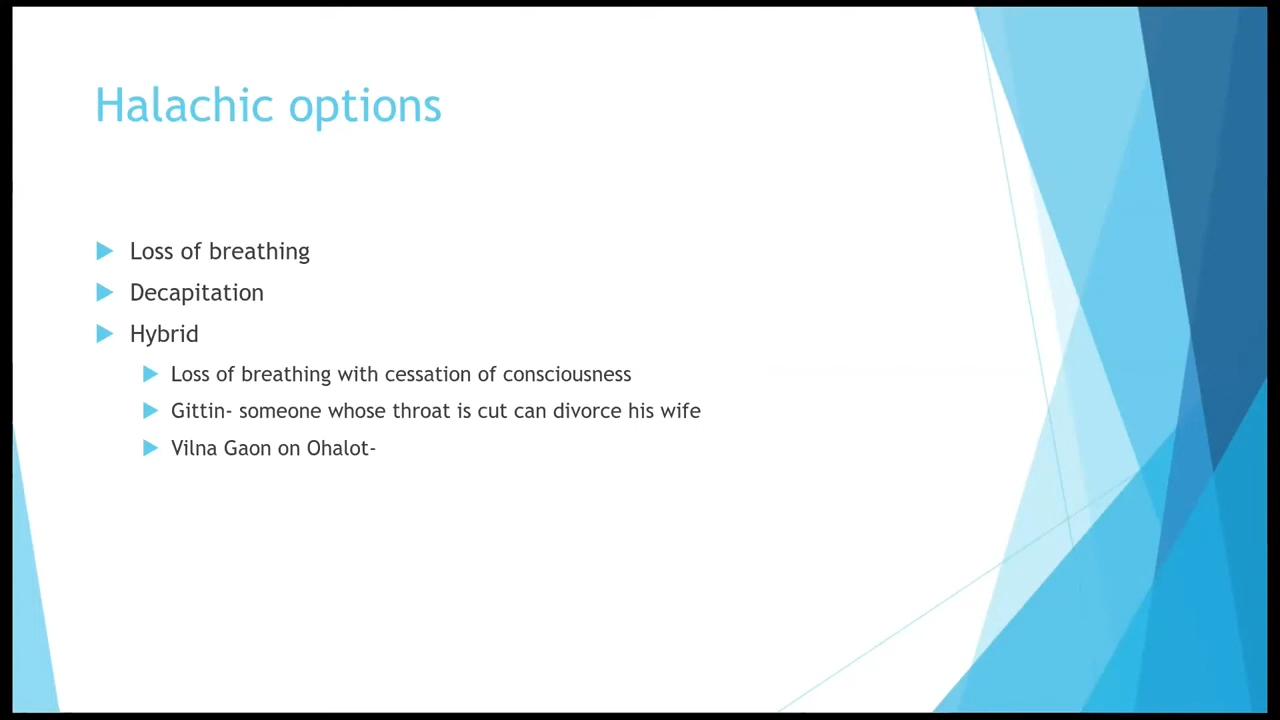 Halachic options
Loss of breathing
Decapitation
Hybrid
Loss of breathing with cessation of consciousness
Gittin- someone whose throat is cut can divorce his wife
Vilna Gaon on Ohalot-